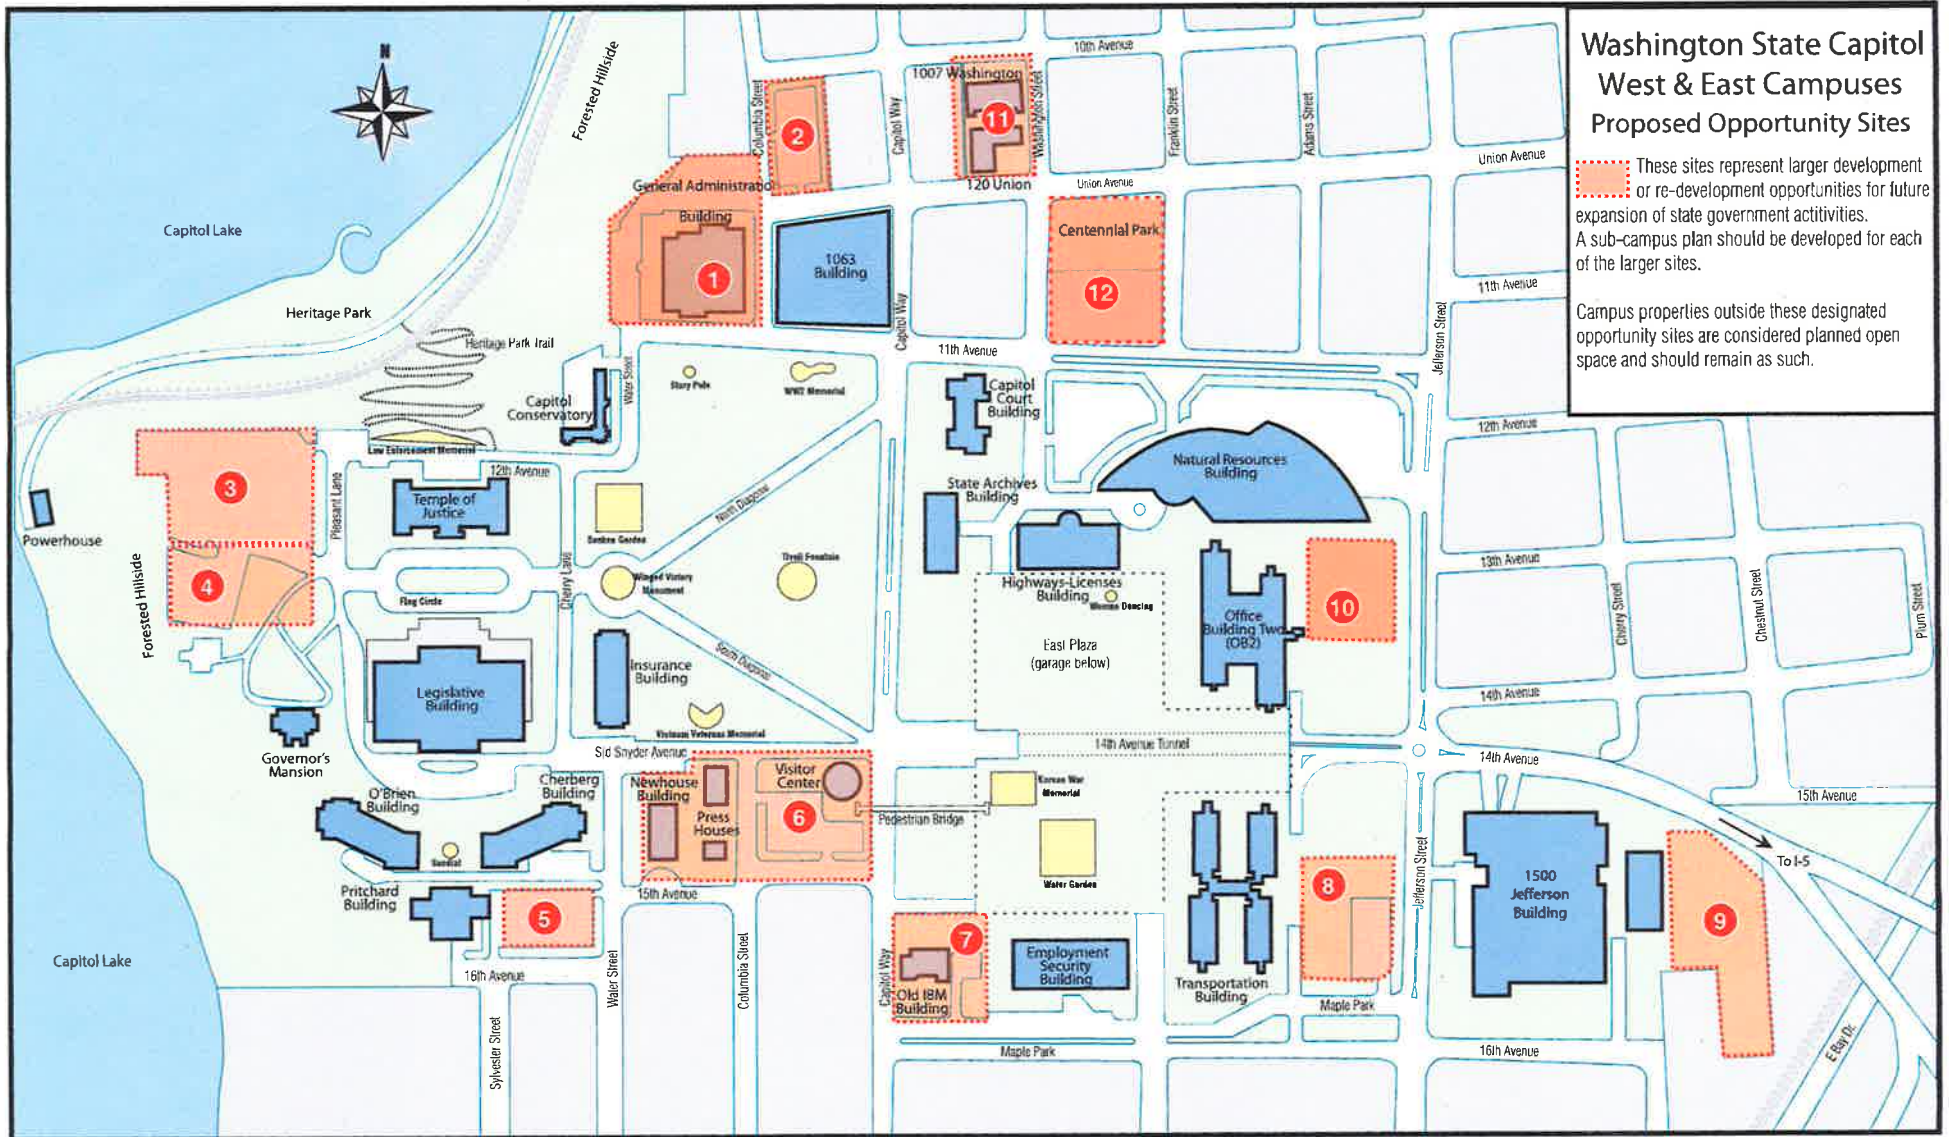 Washington State Capitol
West & East Campuses
Proposed Opportunity Sites
These sites represent larger development
or re-development opportunities for future
expansion of state government actitivities.
A sub-campus plan should be developed for each
of the larger sites.
Campus properties outside these designated
opportunity sites are considered planned open
space and should remain as such.
N
Forested Hillside
10th Avenue
1007 Washington
Columbia Street
Capitol Way
Washington Street
Franklin Street
Adams Street
2
11
Union Avenue
120 Union
Union Avenue
General Administration
Building
1
Capitol Lake
1063
Building
Centennial Park
12
11th Avenue
Capitol Way
Jefferson Street
Heritage Park
Heritage Park Trail
11th Avenue
Water Street
Story Pole
WW2 Memorial
Capitol
Conservatory
Capitol
Court
Building
12th Avenue
Law Enforcement Memorial
12th Avenue
Natural Resources
Building
3
Pleasant Lane
Temple of
Justice
State Archives
Building
North Diagonal
Sunken Garden
Powerhouse
Forested Hillside
4
Cherry Lane
Tivoli Fountain
Winged Victory
Monument
Flag Circle
Highways-Licenses
Building
Woman Dancing
13th Avenue
10
Office
Building Two
(OB2)
Cherry Street
Chestnut Street
Plum Street
East Plaza
(garage below)
South Diagonal
Insurance
Building
Legislative
Building
14th Avenue
Vietnam Veterans Memorial
Governor's
Mansion
Sid Snyder Avenue
14th Avenue Tunnel
14th Avenue
O'Brien
Building
Cherberg
Building
Newhouse
Building
Visitor
Center
Korean War
Memorial
15th Avenue
Press
Houses
6
Pedestrian Bridge
To I-5
Sundial
Water Garden
Jefferson Street
8
1500
Jefferson
Building
9
Pritchard
Building
5
15th Avenue
7
Capitol Lake
16th Avenue
Water Street
Columbia Street
Capitol Way
Old IBM
Building
Employment
Security
Building
Transportation
Building
Maple Park
Maple Park
16th Avenue
E Bay Dr.
Sylvester Street